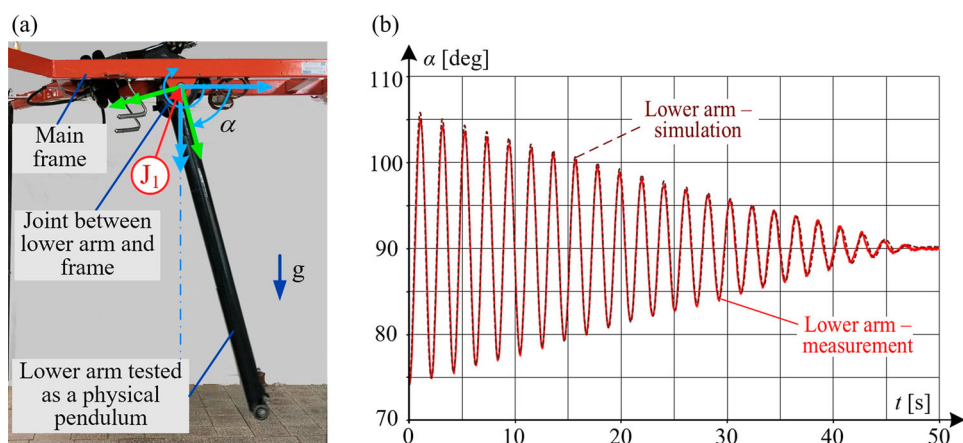 (a)
Main
frame
J₁
α
Joint between
lower arm and
frame
g
Lower arm tested
as a physical
pendulum
(b)
α [deg]
110
100
90
80
70
0
10
20
30
40
50
t [s]
Lower arm –
simulation
Lower arm –
measurement